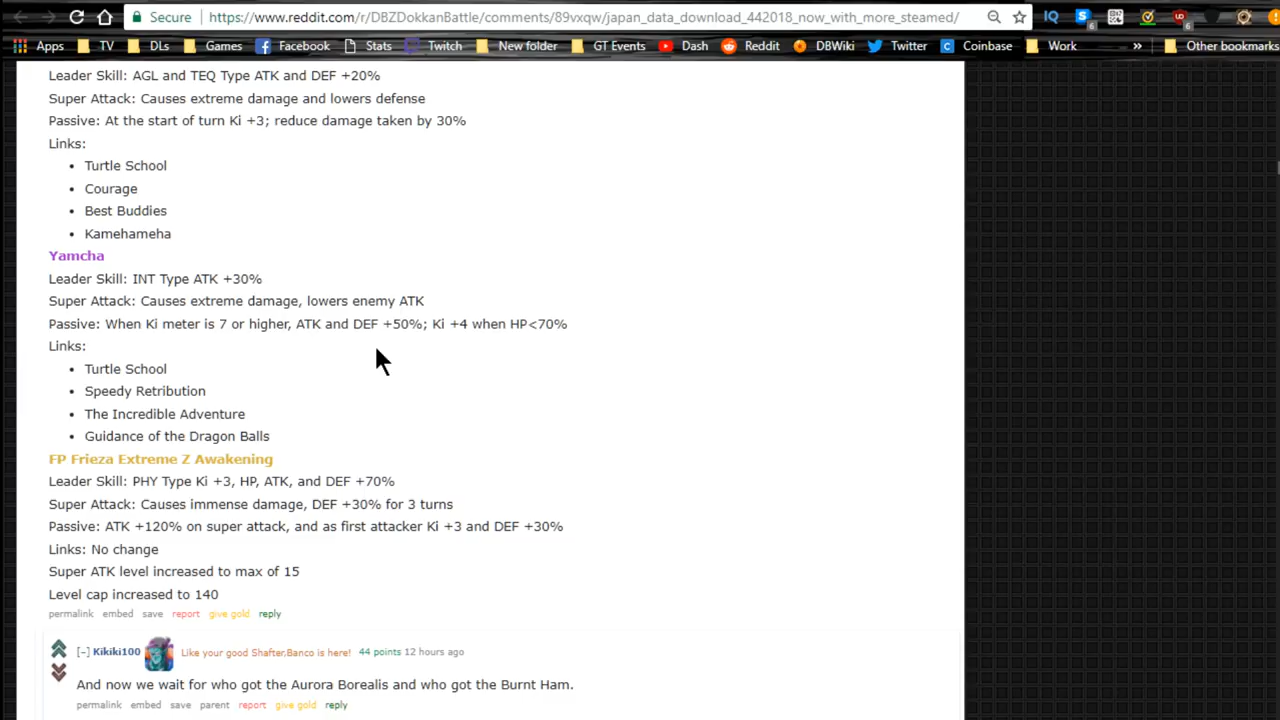 Secure https://www.reddit.com/r/DBZDokkanBattle/comments/89vxqw/japan_data_download_442018_now_with_more_steamed/
Apps TV DLs Games Facebook Stats Twitch New folder GT Events Dash Reddit DBWiki Twitter Coinbase Work » Other bookmarks
Leader Skill: AGL and TEQ Type ATK and DEF +20%
Super Attack: Causes extreme damage and lowers defense
Passive: At the start of turn Ki +3; reduce damage taken by 30%
Links:
• Turtle School
• Courage
• Best Buddies
• Kamehameha
Yamcha
Leader Skill: INT Type ATK +30%
Super Attack: Causes extreme damage, lowers enemy ATK
Passive: When Ki meter is 7 or higher, ATK and DEF +50%; Ki +4 when HP<70%
Links:
• Turtle School
• Speedy Retribution
• The Incredible Adventure
• Guidance of the Dragon Balls
FP Frieza Extreme Z Awakening
Leader Skill: PHY Type Ki +3, HP, ATK, and DEF +70%
Super Attack: Causes immense damage, DEF +30% for 3 turns
Passive: ATK +120% on super attack, and as first attacker Ki +3 and DEF +30%
Links: No change
Super ATK level increased to max of 15
Level cap increased to 140
permalink embed save report give gold reply
[-] Kikiki100 Like your good Shafter,Banco is here! 44 points 12 hours ago
And now we wait for who got the Aurora Borealis and who got the Burnt Ham.
permalink embed save parent report give gold reply